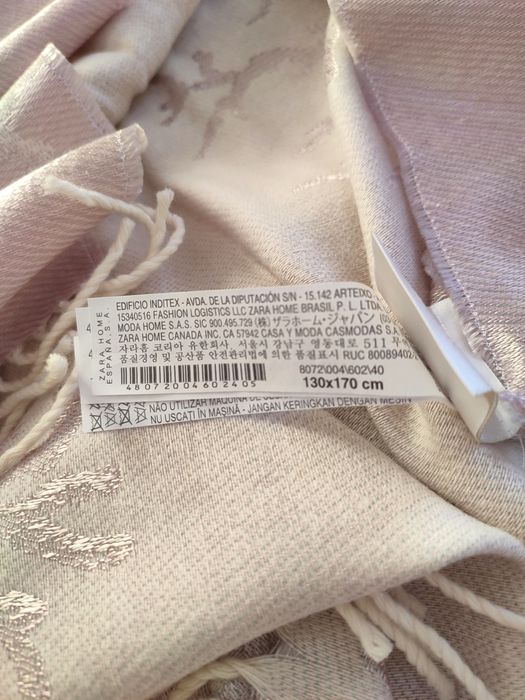 ZARA HOME
ESPAÑA, S.A.
EDIFICIO INDITEX - AVDA. DE LA DIPUTACIÓN S/N - 15.142 ARTEIXO
15340516 FASHION LOGISTICS LLC ZARA HOME BRASIL P. L. LTDA
MODA HOME S.A.S. SIC 900.495.729 (株) ザラホーム・ジャパン
ZARA HOME CANADA INC. CA 57942 CASA Y MODA CASMODAS S.A.
자라홈 코리아 유한회사, 서울시 강남구 영동대로 511
품질경영 및 공산품 안전관리법에 의한 품질표시 RUC 80089402
48072004602405
8072\004\602\40
130x170 cm
NÃO UTILIZAR MÁQUINA DE
NU USCAȚI ÎN MAȘINĂ - JANGAN KERINGKAN DENGAN MESIN